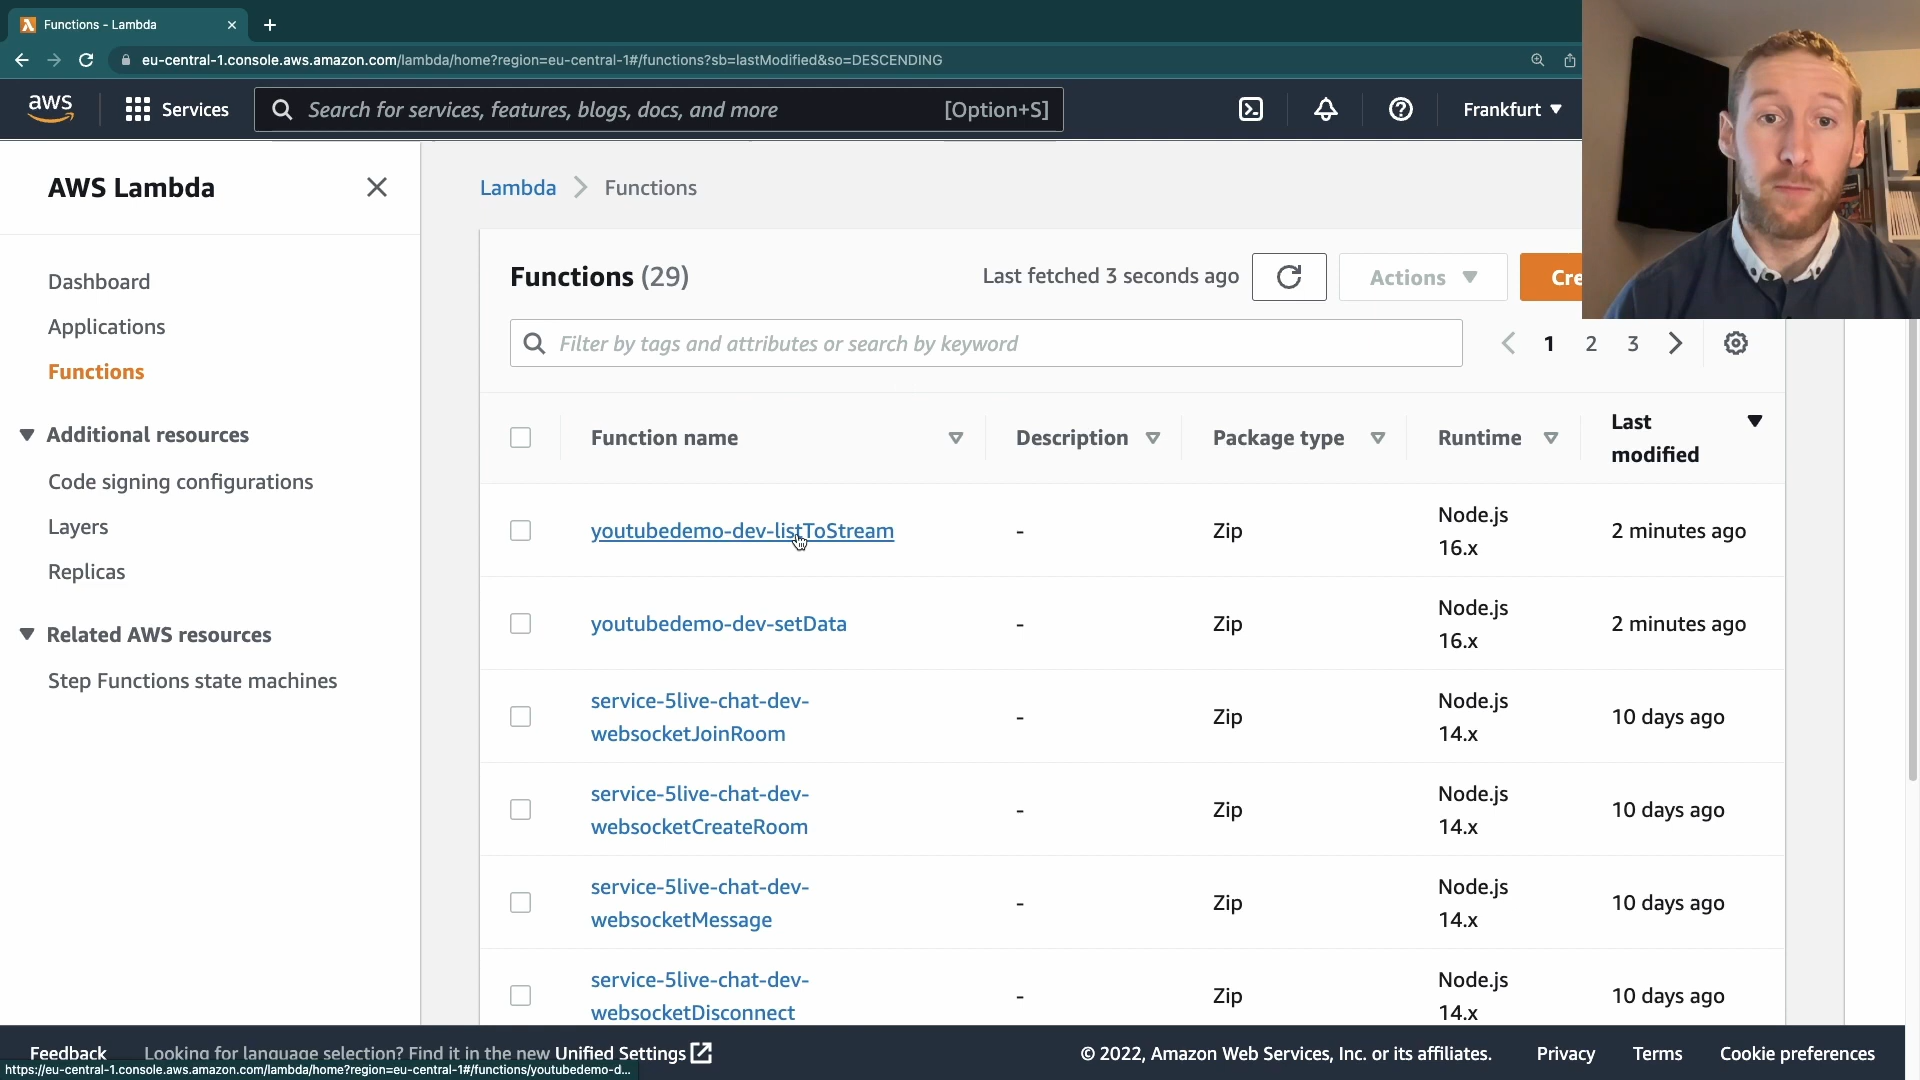 Functions - Lambda
eu-central-1.console.aws.amazon.com/lambda/home?region=eu-central-1#/functions?sb=lastModified&so=DESCENDING
aws
Services
Search for services, features, blogs, docs, and more
[Option+S]
Frankfurt
AWS Lambda
Dashboard
Applications
Functions
Additional resources
Code signing configurations
Layers
Replicas
Related AWS resources
Step Functions state machines
Lambda
Functions
Functions (29)
Last fetched 3 seconds ago
Actions
Cre
Filter by tags and attributes or search by keyword
1
2
3
Function name
Description
Package type
Runtime
Last
modified
youtubedemo-dev-listToStream
-
Zip
Node.js
16.x
2 minutes ago
youtubedemo-dev-setData
-
Zip
Node.js
16.x
2 minutes ago
service-5live-chat-dev-
websocketJoinRoom
-
Zip
Node.js
14.x
10 days ago
service-5live-chat-dev-
websocketCreateRoom
-
Zip
Node.js
14.x
10 days ago
service-5live-chat-dev-
websocketMessage
-
Zip
Node.js
14.x
10 days ago
service-5live-chat-dev-
websocketDisconnect
-
Zip
Node.js
14.x
10 days ago
Feedback
Looking for language selection? Find it in the new Unified Settings
© 2022, Amazon Web Services, Inc. or its affiliates.
Privacy
Terms
Cookie preferences
https://eu-central-1.console.aws.amazon.com/lambda/home?region=eu-central-1#/functions/youtubedemo-d...